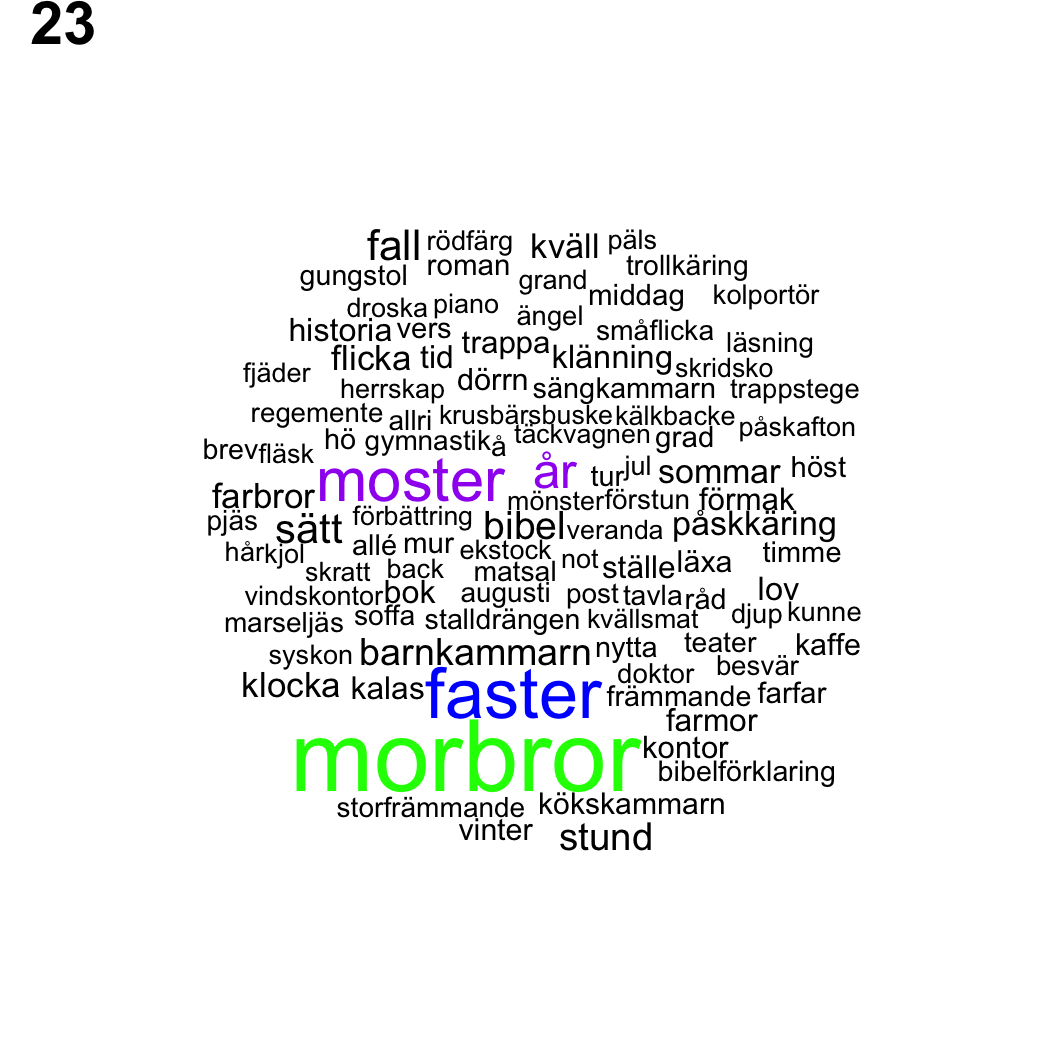 23
fall rödfärg kväll päls
gungstol roman grand trollkäring
droska piano ängel middag kolportör
historia vers trappa småflicka läsning
fjäder flicka tid klänning skridsko
herrskap dörrn sängkammarn trappstege
regemente allri krusbärsbuske kälkbacke påskafton
brev fläsk hö gymnastik å täckvagnen grad
moster år tur jul sommar höst
farbror mönster förstun förmak
pjäs sätt förbättring bibel veranda påskkäring
hår kjol allé mur ekstock not ställe läxa timme
skratt back matsal
vindskontor bok augusti post tavla råd lov
marseljäs soffa stalldrängen kvällsmat djup kunne
syskon barnkammarn nytta teater kaffe
klocka kalas faster doktor besvär
främmande farfar
farmor
morbror kontor
bibelförklaring
storfrämmande kökskammarn
vinter stund